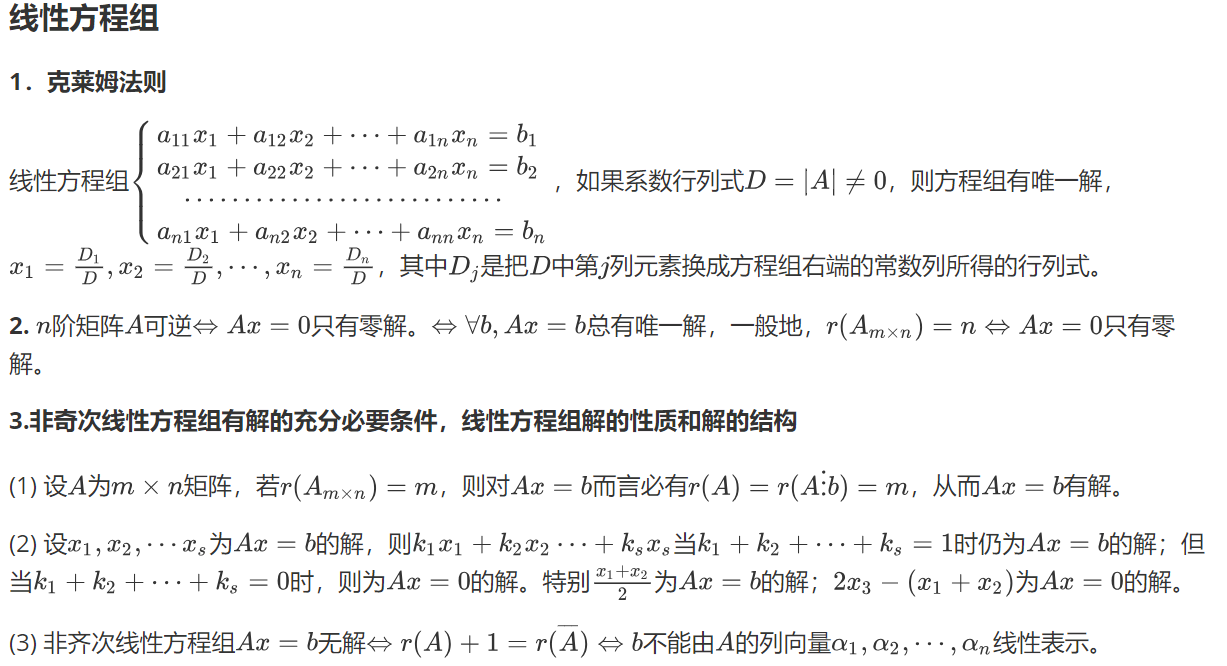 线性方程组
1．克莱姆法则
线性方程组 { a₁₁x₁ + a₁₂x₂ + ⋯ + a₁ₙxₙ = b₁
a₂₁x₁ + a₂₂x₂ + ⋯ + a₂ₙxₙ = b₂
⋯⋯⋯⋯⋯⋯⋯⋯⋯
aₙ₁x₁ + aₙ₂x₂ + ⋯ + aₙₙxₙ = bₙ ，如果系数行列式D = |A| ≠ 0，则方程组有唯一解，
x₁ = D₁/D, x₂ = D₂/D, ⋯, xₙ = Dₙ/D，其中Dⱼ是把D中第j列元素换成方程组右端的常数列所得的行列式。
2. n阶矩阵A可逆⇔ Ax = 0只有零解。⇔ ∀b, Ax = b总有唯一解，一般地，r(Aₘₓₙ) = n ⇔ Ax = 0只有零
解。
3.非奇次线性方程组有解的充分必要条件，线性方程组解的性质和解的结构
(1) 设A为m × n矩阵，若r(Aₘₓₙ) = m，则对Ax = b而言必有r(A) = r(A⋮b) = m，从而Ax = b有解。
(2) 设x₁, x₂, ⋯ xₛ为Ax = b的解，则k₁x₁ + k₂x₂ ⋯ + kₛxₛ当k₁ + k₂ + ⋯ + kₛ = 1时仍为Ax = b的解；但
当k₁ + k₂ + ⋯ + kₛ = 0时，则为Ax = 0的解。特别(x₁+x₂)/2为Ax = b的解；2x₃ − (x₁ + x₂)为Ax = 0的解。
(3) 非齐次线性方程组Ax = b无解⇔ r(A) + 1 = r(A̅) ⇔ b不能由A的列向量α₁, α₂, ⋯, αₙ线性表示。